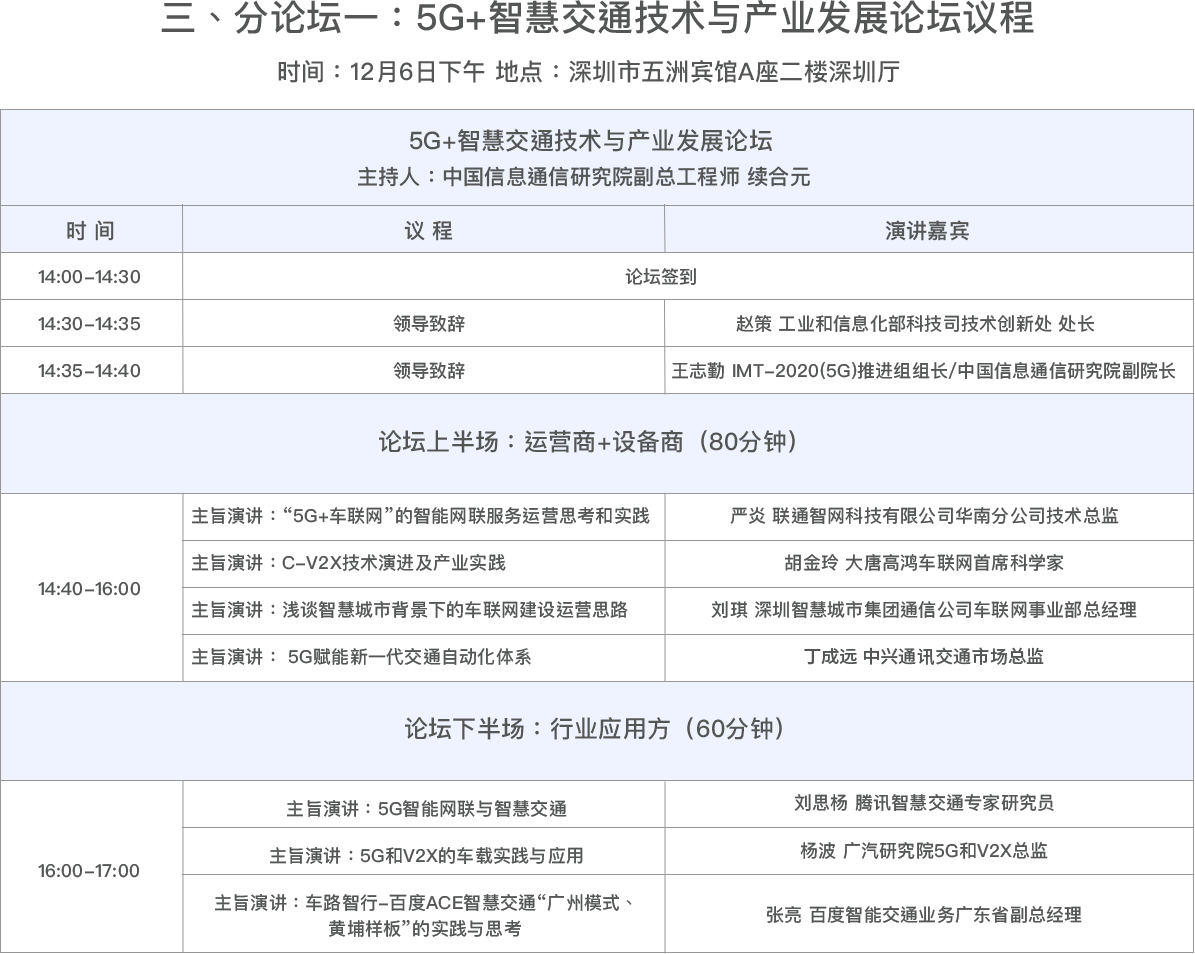 三、分论坛一：5G+智慧交通技术与产业发展论坛议程
时间：12月6日下午 地点：深圳市五洲宾馆A座二楼深圳厅
5G+智慧交通技术与产业发展论坛
主持人：中国信息通信研究院副总工程师 续合元
时 间
议 程
演讲嘉宾
14:00-14:30
论坛签到
14:30-14:35
领导致辞
赵策 工业和信息化部科技司技术创新处 处长
14:35-14:40
领导致辞
王志勤 IMT-2020(5G)推进组组长/中国信息通信研究院副院长
论坛上半场：运营商+设备商（80分钟）
14:40-16:00
主旨演讲：“5G+车联网”的智能网联服务运营思考和实践
严炎 联通智网科技有限公司华南分公司技术总监
主旨演讲：C-V2X技术演进及产业实践
胡金玲 大唐高鸿车联网首席科学家
主旨演讲：浅谈智慧城市背景下的车联网建设运营思路
刘琪 深圳智慧城市集团通信公司车联网事业部总经理
主旨演讲： 5G赋能新一代交通自动化体系
丁成远 中兴通讯交通市场总监
论坛下半场：行业应用方（60分钟）
16:00-17:00
主旨演讲：5G智能网联与智慧交通
刘思杨 腾讯智慧交通专家研究员
主旨演讲：5G和V2X的车载实践与应用
杨波 广汽研究院5G和V2X总监
主旨演讲：车路智行-百度ACE智慧交通“广州模式、
黄埔样板”的实践与思考
张亮 百度智能交通业务广东省副总经理